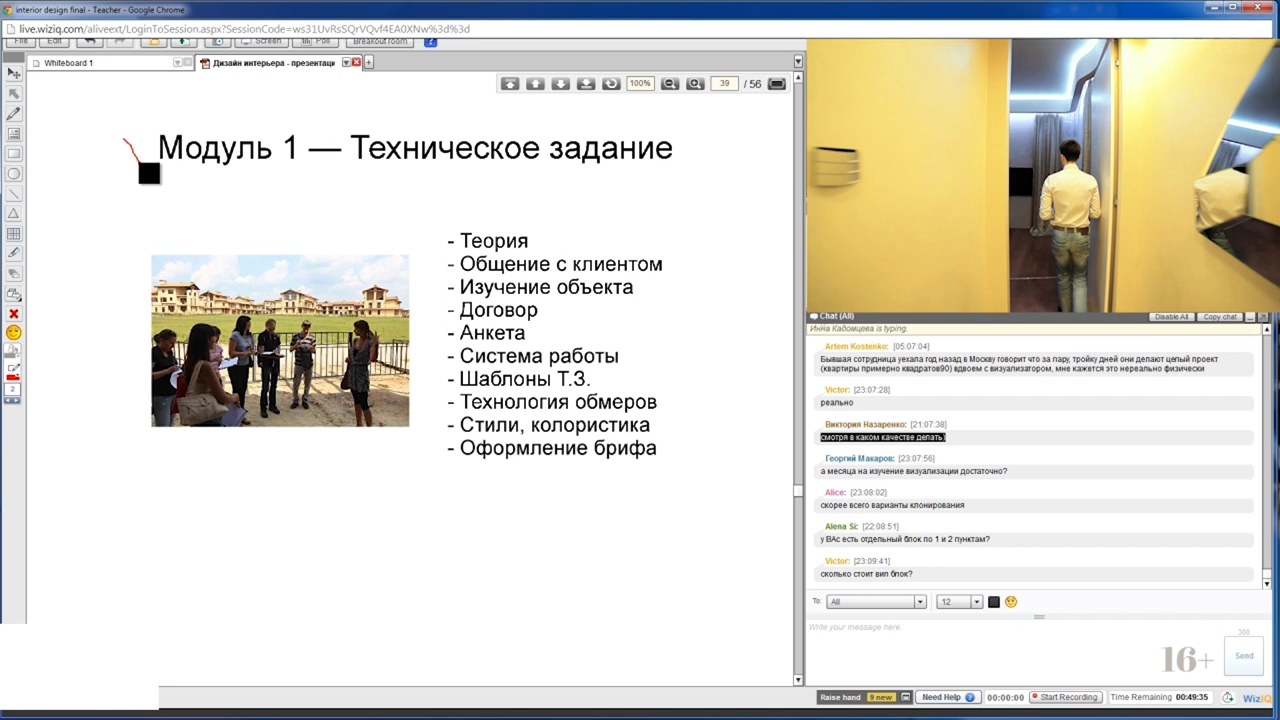 interior design final - Teacher - Google Chrome
live.wiziq.com/aliveext/LoginToSession.aspx?SessionCode=ws31UvRsSQrVQvf4EA0XNw%3d%3d
File
Edit
Screen
Poll
Breakout room
?
Whiteboard 1
Дизайн интерьера - презентаци
100%
39
/ 56
Модуль 1 — Техническое задание
- Теория
- Общение с клиентом
- Изучение объекта
- Договор
- Анкета
- Система работы
- Шаблоны Т.З.
- Технология обмеров
- Стили, колористика
- Оформление брифа
2
Chat (All)
Disable All
Copy chat
Инна Кадомцева is typing.
Artem Kostenko: [05:07:04]
Бывшая сотрудница уехала год назад в Москву говорит что за пару, тройку дней они делают целый проект
(квартиры примерно квадратов90) вдвоем с визуализатором, мне кажется это нереально физически
Victor: [23:07:28]
реально
Виктория Назаренко: [21:07:38]
смотря в каком качестве делать)
Георгий Макаров: [23:07:56]
а месяца на изучение визуализации достаточно?
Alice: [23:08:02]
скорее всего варианты клонирования
Alena Si: [22:08:51]
у ВАс есть отдельный блок по 1 и 2 пунктам?
Victor: [23:09:41]
сколько стоит вип блок?
To:
All
12
Write your message here.
300
16+
Send
Raise hand
9 new
Need Help
?
00:00:00
Start Recording
Time Remaining 00:49:35
WiziQ